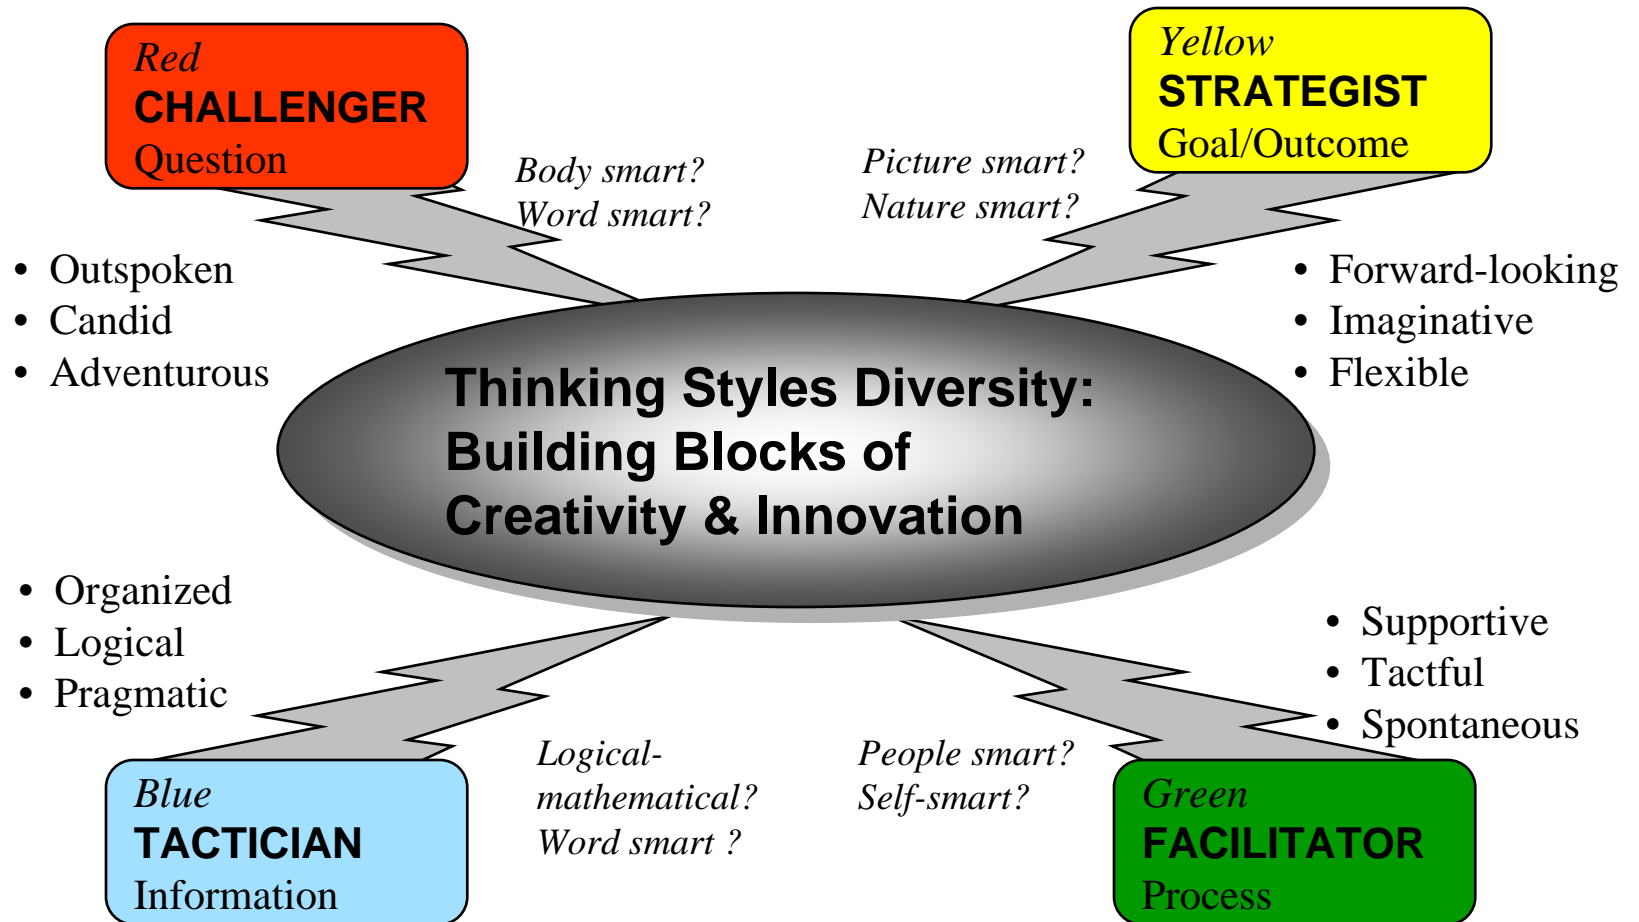 Red
CHALLENGER
Question
Body smart?
Word smart?
Picture smart?
Nature smart?
Yellow
STRATEGIST
Goal/Outcome
• Outspoken
• Candid
• Adventurous
• Forward-looking
• Imaginative
• Flexible
Thinking Styles Diversity:
Building Blocks of
Creativity & Innovation
• Organized
• Logical
• Pragmatic
• Supportive
• Tactful
• Spontaneous
Blue
TACTICIAN
Information
Logical-
mathematical?
Word smart ?
People smart?
Self-smart?
Green
FACILITATOR
Process